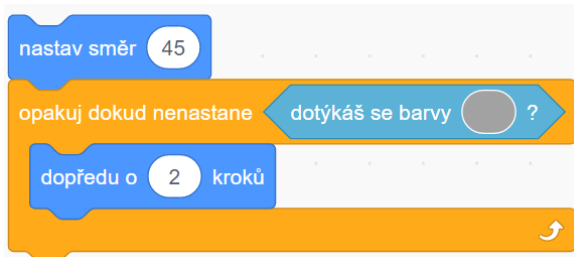 nastav směr 45
opakuj dokud nenastane dotýkáš se barvy ?
dopředu o 2 kroků